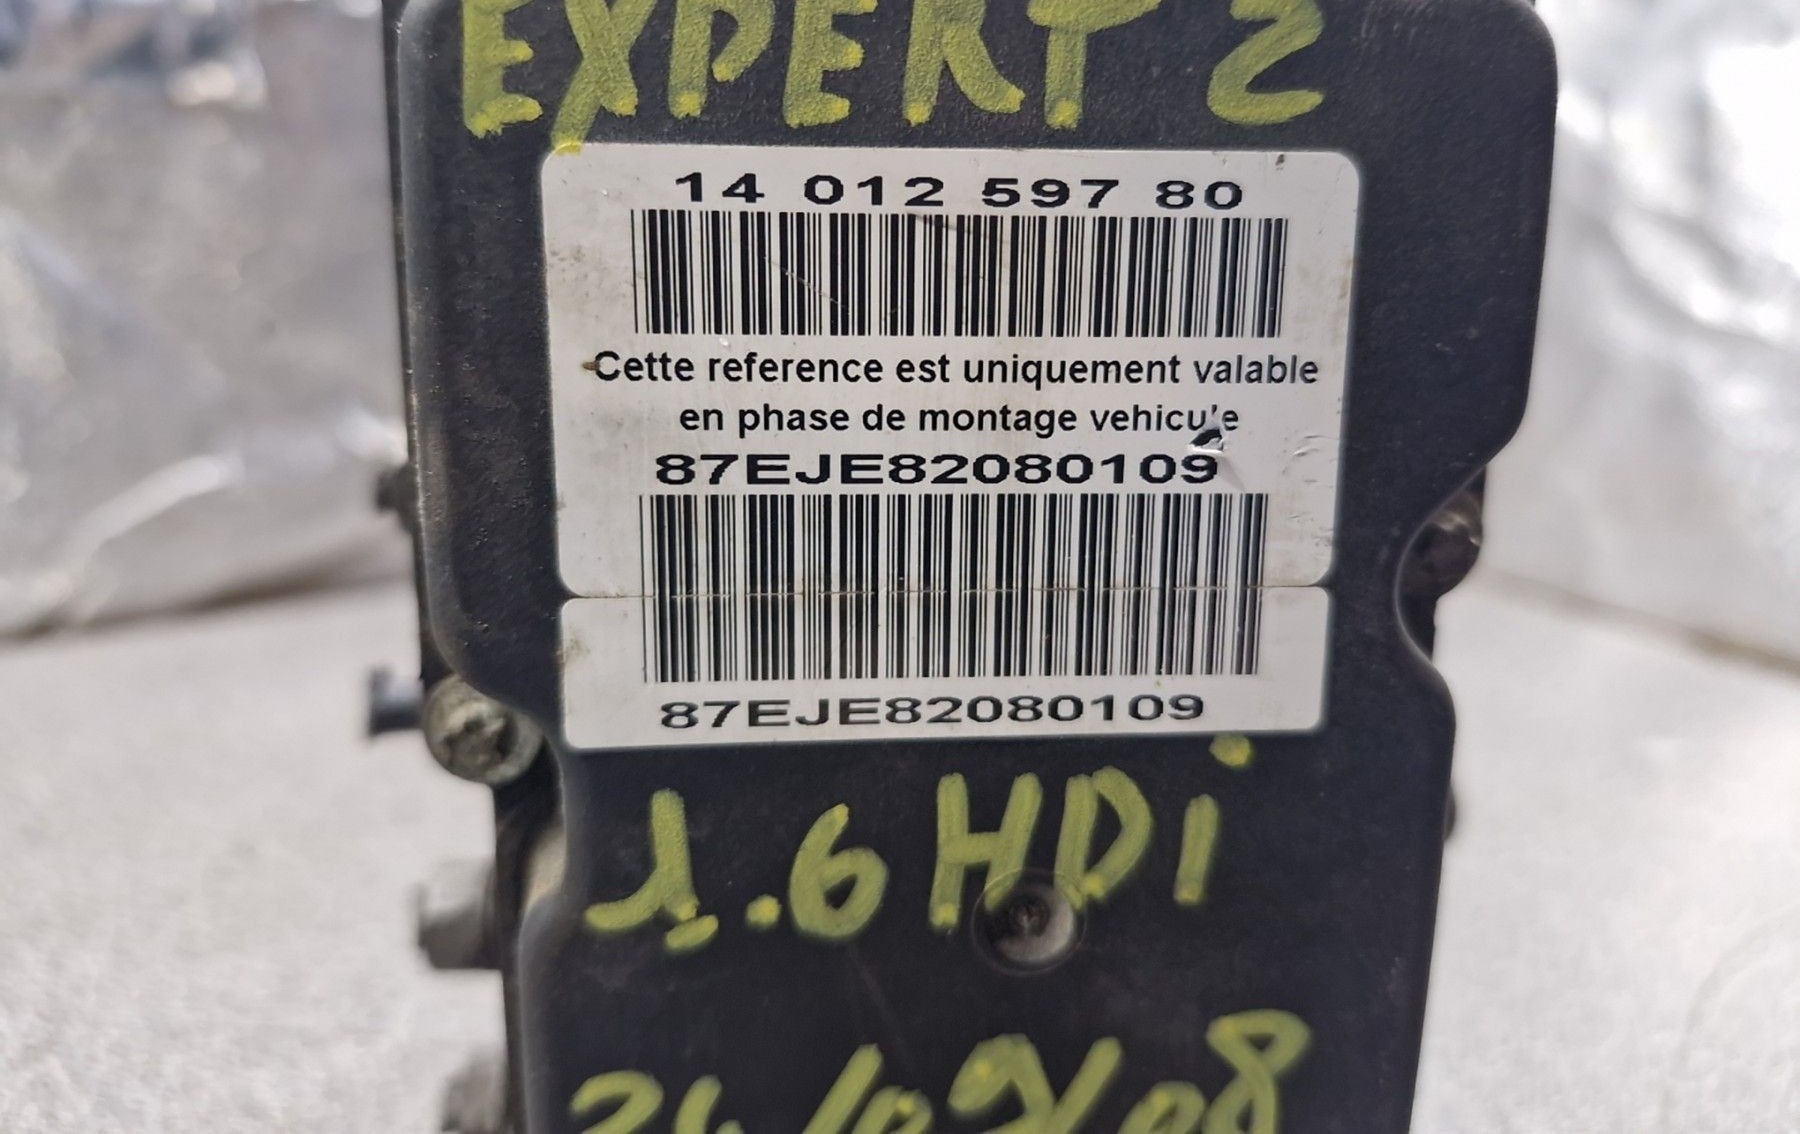 EXPERT 2
14 012 597 80
Cette reference est uniquement valable
en phase de montage vehicule
87EJE82080109
87EJE82080109
1.6 HDi